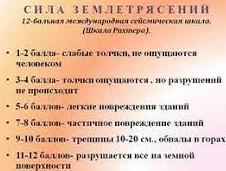 СИЛА ЗЕМЛЕТРЯСЕНИЙ
12-бальная международная сейсмическая шкала.
(Шкала Рихтера).
• 1-2 балла- слабые толчки, не ощущаются
человеком
• 3-4 балла- толчки ощущаются , но разрушений
не происходит
• 5-6 баллов- легкие повреждения зданий
• 7-8 баллов- частичное повреждение зданий
• 9-10 баллов- трещины 10-20 см., обвалы в горах
• 11-12 баллов- разрушается все на земной
поверхности